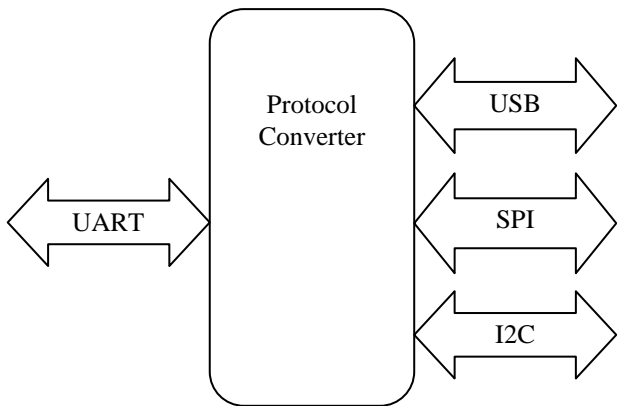 Protocol
Converter
UART
USB
SPI
I2C